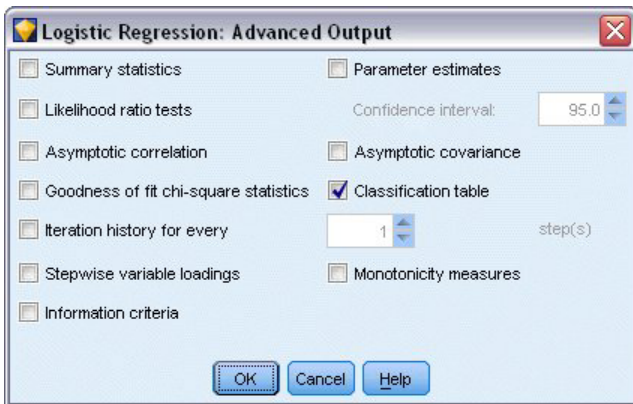 Logistic Regression: Advanced Output
Summary statistics
Parameter estimates
Likelihood ratio tests
Confidence interval:
95.0
Asymptotic correlation
Asymptotic covariance
Goodness of fit chi-square statistics
Classification table
Iteration history for every
1
step(s)
Stepwise variable loadings
Monotonicity measures
Information criteria
OK
Cancel
Help